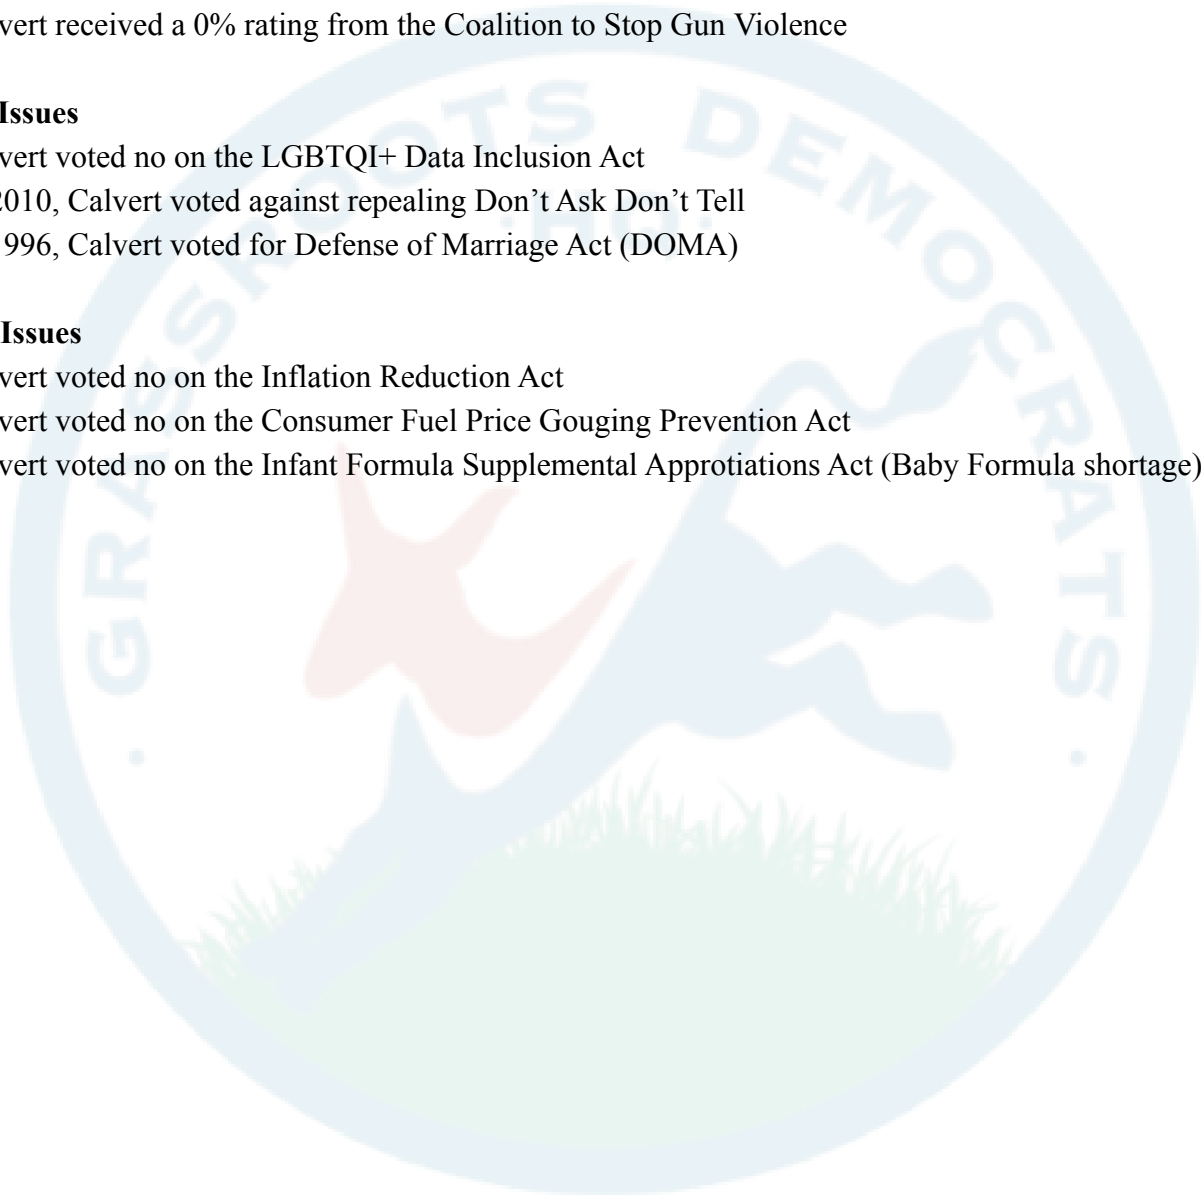 vert received a 0% rating from the Coalition to Stop Gun Violence
Issues
vert voted no on the LGBTQI+ Data Inclusion Act
2010, Calvert voted against repealing Don’t Ask Don’t Tell
996, Calvert voted for Defense of Marriage Act (DOMA)
Issues
vert voted no on the Inflation Reduction Act
vert voted no on the Consumer Fuel Price Gouging Prevention Act
vert voted no on the Infant Formula Supplemental Approtiations Act (Baby Formula shortage)
· GRASSROOTS DEMOCRATS ·
· HQ ·